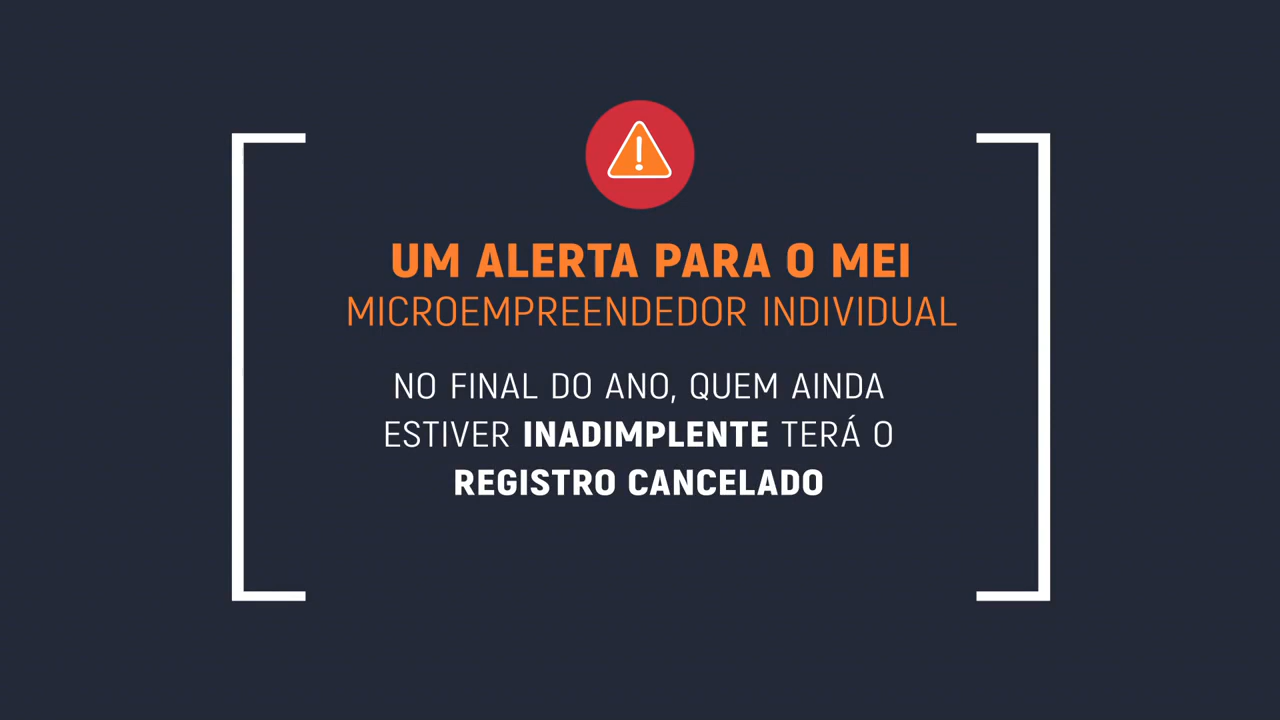 UM ALERTA PARA O MEI
MICROEMPREENDEDOR INDIVIDUAL
NO FINAL DO ANO, QUEM AINDA
ESTIVER INADIMPLENTE TERÁ O
REGISTRO CANCELADO